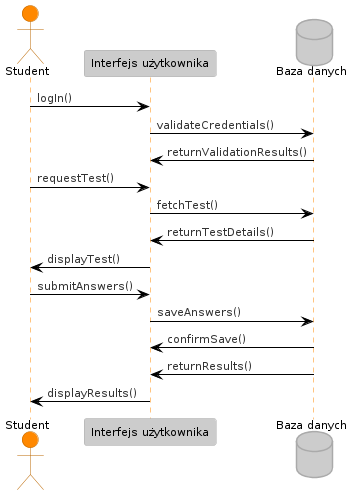 Student
Interfejs użytkownika
Baza danych
logIn()
validateCredentials()
returnValidationResults()
requestTest()
fetchTest()
returnTestDetails()
displayTest()
submitAnswers()
saveAnswers()
confirmSave()
returnResults()
displayResults()
Student
Interfejs użytkownika
Baza danych